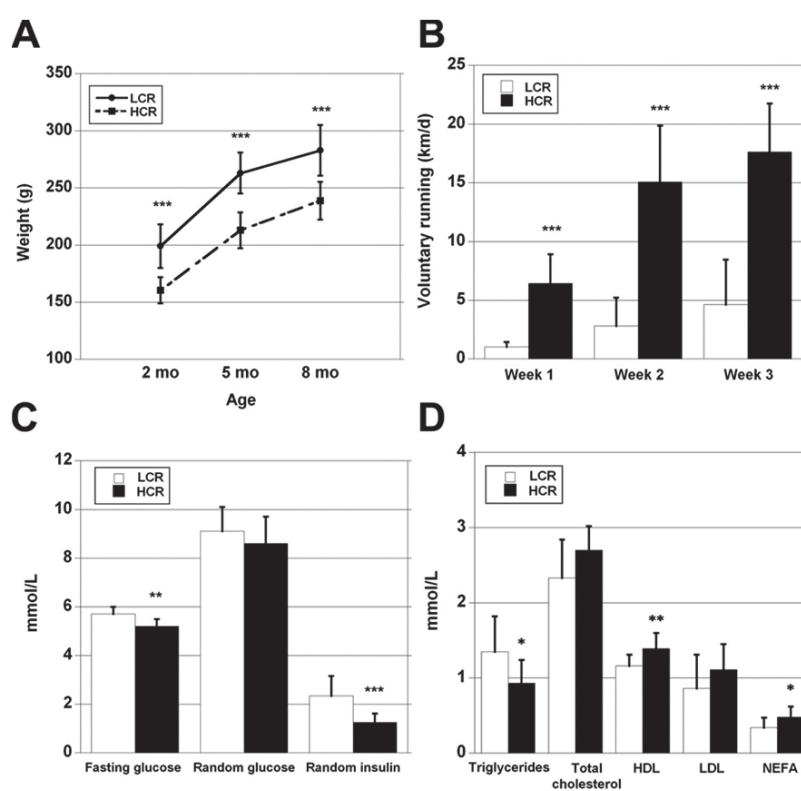 A
350
300
250
200
150
100
Weight (g)
LCR
HCR
***
***
***
2 mo 5 mo 8 mo
Age
B
25
20
15
10
5
0
Voluntary running (km/d)
LCR
HCR
***
***
***
Week 1 Week 2 Week 3
C
12
10
8
6
4
2
0
mmol/L
LCR
HCR
**
***
Fasting glucose Random glucose Random insulin
D
4
3
2
1
0
mmol/L
LCR
HCR
*
**
*
Triglycerides Total cholesterol HDL LDL NEFA